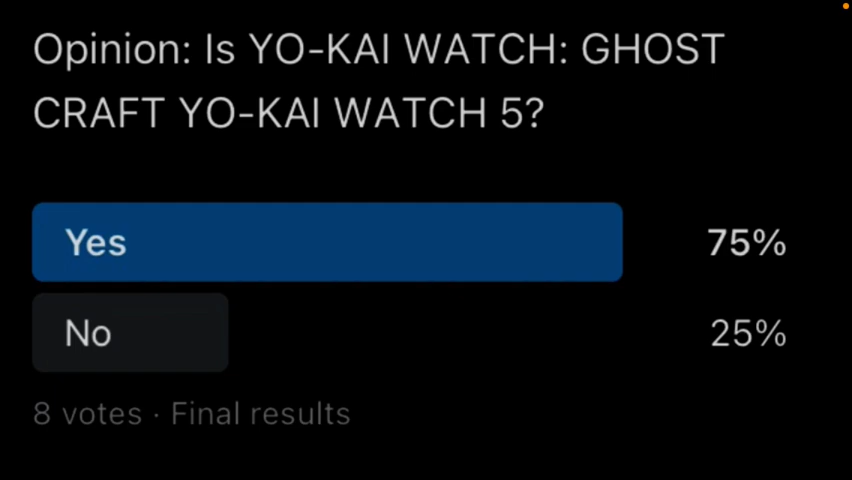 Opinion: Is YO-KAI WATCH: GHOST
CRAFT YO-KAI WATCH 5?
Yes 75%
No 25%
8 votes · Final results